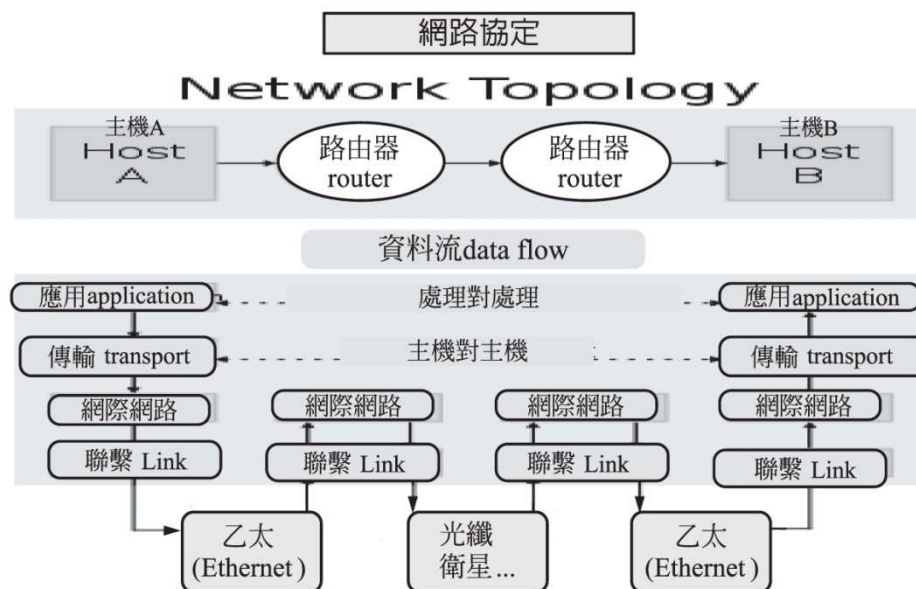 網路協定
Network Topology
主機A
Host
A
路由器
router
路由器
router
主機B
Host
B
資料流data flow
應用application
處理對處理
應用application
傳輸 transport
主機對主機
傳輸 transport
網際網路
網際網路
網際網路
網際網路
聯繫 Link
聯繫 Link
聯繫 Link
聯繫 Link
乙太
(Ethernet)
光纖
衛星...
乙太
(Ethernet)